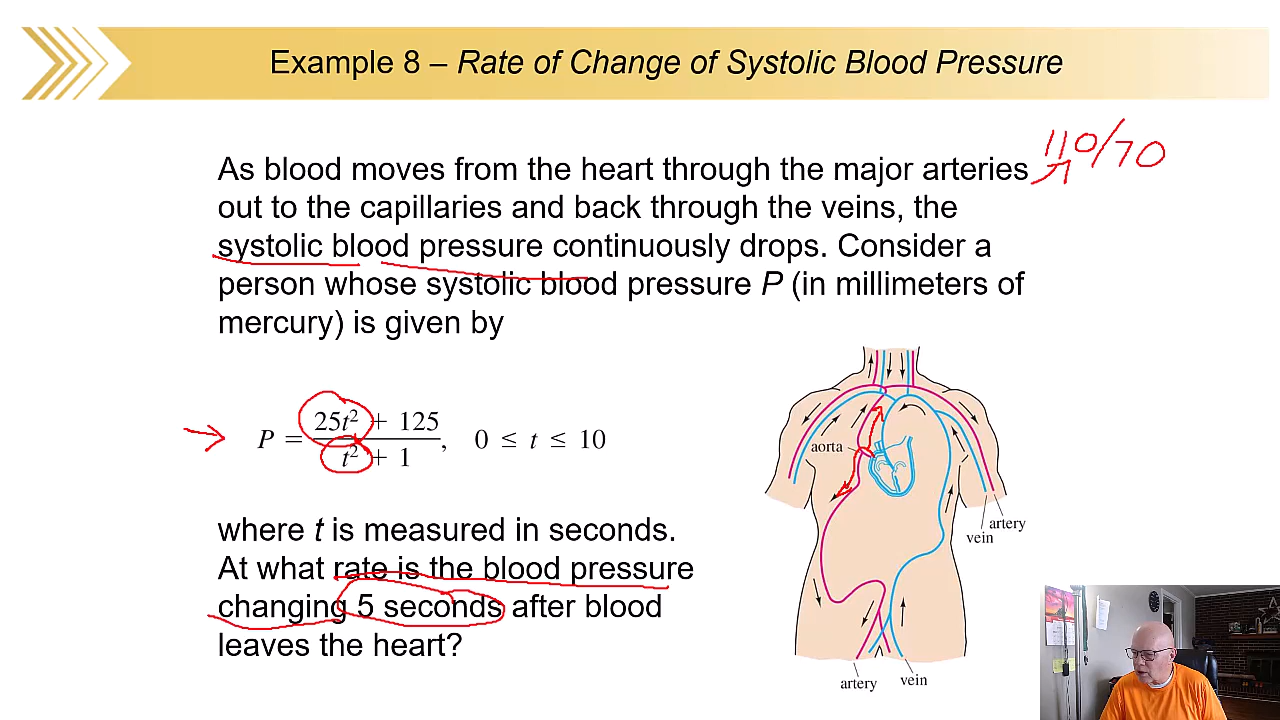 Example 8 – Rate of Change of Systolic Blood Pressure
110/70
As blood moves from the heart through the major arteries
out to the capillaries and back through the veins, the
systolic blood pressure continuously drops. Consider a
person whose systolic blood pressure P (in millimeters of
mercury) is given by
P = (25t² + 125)/(t² + 1), 0 ≤ t ≤ 10
where t is measured in seconds.
At what rate is the blood pressure
changing 5 seconds after blood
leaves the heart?
aorta
artery
vein
artery
vein